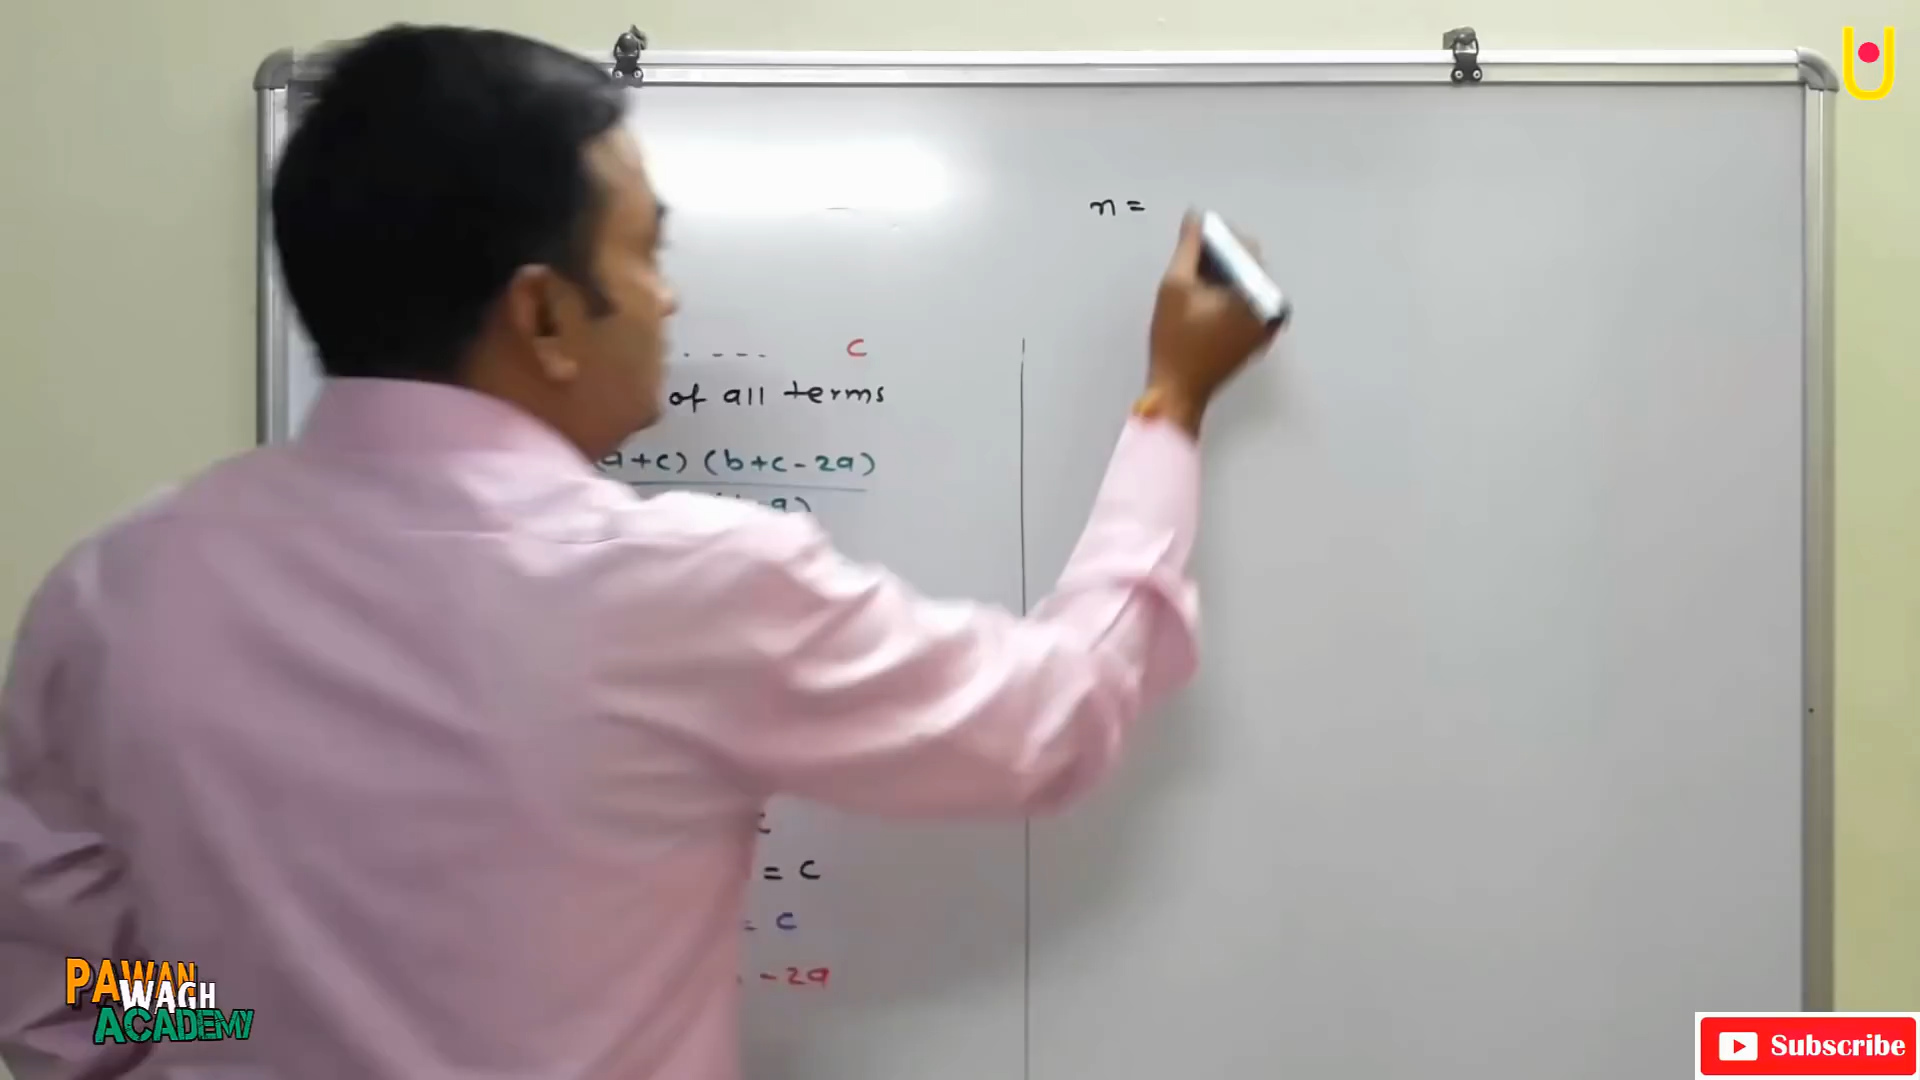 n =
. - - - . c
of all terms
(a+c) (b+c-2a)
a)
= c
= c
-2a
PAWAN
WAGH
ACADEMY
Subscribe